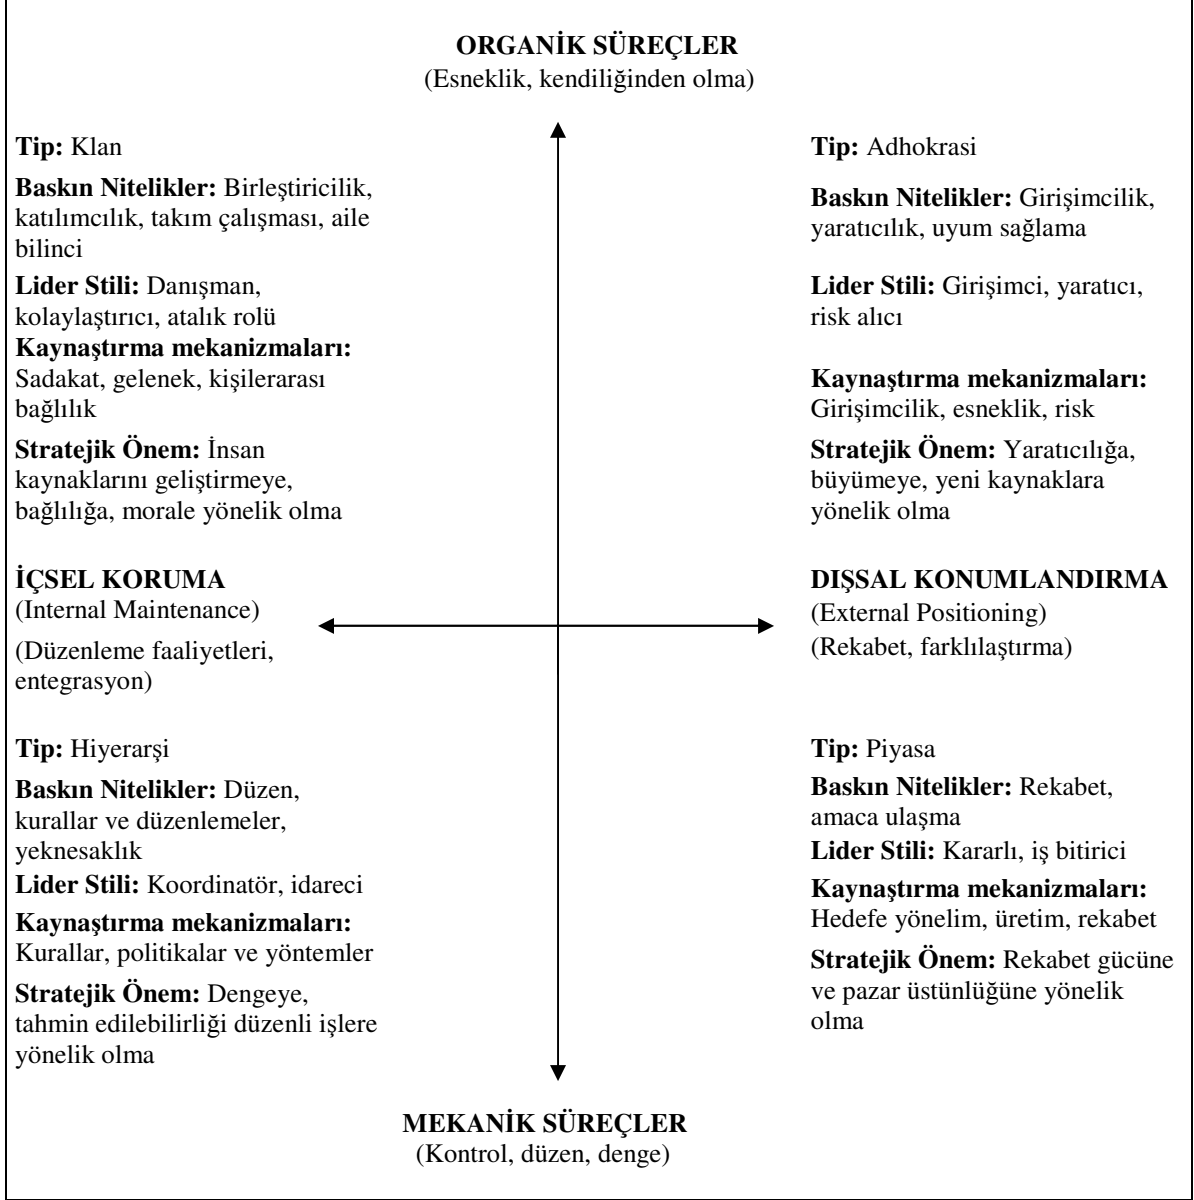 ORGANİK SÜREÇLER
(Esneklik, kendiliğinden olma)
Tip: Klan
Baskın Nitelikler: Birleştiricilik,
katılımcılık, takım çalışması, aile
bilinci
Lider Stili: Danışman,
kolaylaştırıcı, atalık rolü
Kaynaştırma mekanizmaları:
Sadakat, gelenek, kişilerarası
bağlılık
Stratejik Önem: İnsan
kaynaklarını geliştirmeye,
bağlılığa, morale yönelik olma
Tip: Adhokrasi
Baskın Nitelikler: Girişimcilik,
yaratıcılık, uyum sağlama
Lider Stili: Girişimci, yaratıcı,
risk alıcı
Kaynaştırma mekanizmaları:
Girişimcilik, esneklik, risk
Stratejik Önem: Yaratıcılığa,
büyümeye, yeni kaynaklara
yönelik olma
İÇSEL KORUMA
(Internal Maintenance)
(Düzenleme faaliyetleri,
entegrasyon)
DIŞSAL KONUMLANDIRMA
(External Positioning)
(Rekabet, farklılaştırma)
Tip: Hiyerarşi
Baskın Nitelikler: Düzen,
kurallar ve düzenlemeler,
yeknesaklık
Lider Stili: Koordinatör, idareci
Kaynaştırma mekanizmaları:
Kurallar, politikalar ve yöntemler
Stratejik Önem: Dengeye,
tahmin edilebilirliği düzenli işlere
yönelik olma
Tip: Piyasa
Baskın Nitelikler: Rekabet,
amaca ulaşma
Lider Stili: Kararlı, iş bitirici
Kaynaştırma mekanizmaları:
Hedefe yönelim, üretim, rekabet
Stratejik Önem: Rekabet gücüne
ve pazar üstünlüğüne yönelik
olma
MEKANİK SÜREÇLER
(Kontrol, düzen, denge)